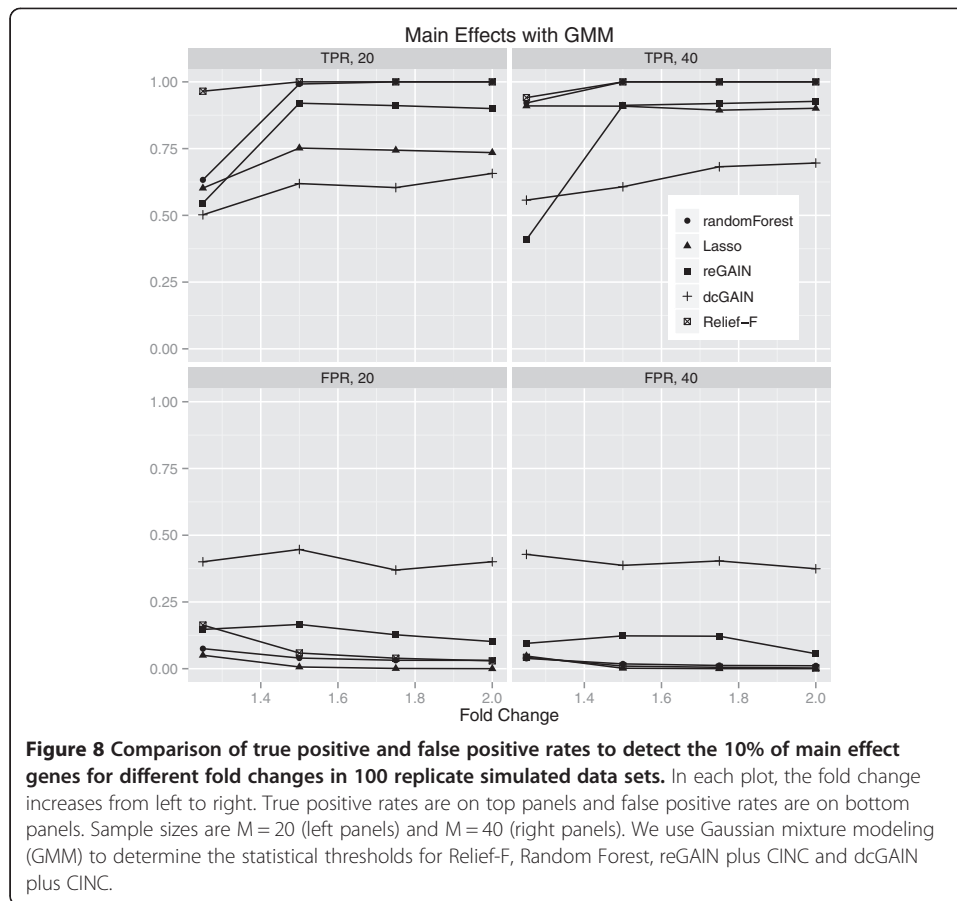 Main Effects with GMM
TPR, 20
TPR, 40
1.00
0.75
0.50
0.25
0.00
randomForest
Lasso
reGAIN
dcGAIN
Relief–F
FPR, 20
FPR, 40
1.00
0.75
0.50
0.25
0.00
1.4 1.6 1.8 2.0
1.4 1.6 1.8 2.0
Fold Change
Figure 8 Comparison of true positive and false positive rates to detect the 10% of main effect
genes for different fold changes in 100 replicate simulated data sets. In each plot, the fold change
increases from left to right. True positive rates are on top panels and false positive rates are on bottom
panels. Sample sizes are M = 20 (left panels) and M = 40 (right panels). We use Gaussian mixture modeling
(GMM) to determine the statistical thresholds for Relief-F, Random Forest, reGAIN plus CINC and dcGAIN
plus CINC.